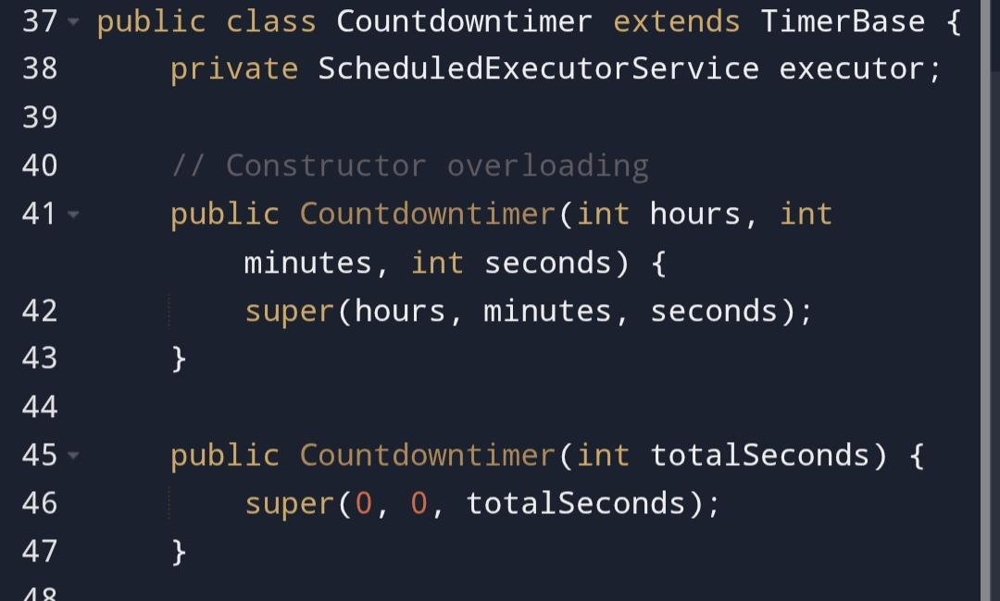 37 public class Countdowntimer extends TimerBase {
38 private ScheduledExecutorService executor;
39
40 // Constructor overloading
41 public Countdowntimer(int hours, int
minutes, int seconds) {
42 super(hours, minutes, seconds);
43 }
44
45 public Countdowntimer(int totalSeconds) {
46 super(0, 0, totalSeconds);
47 }
48